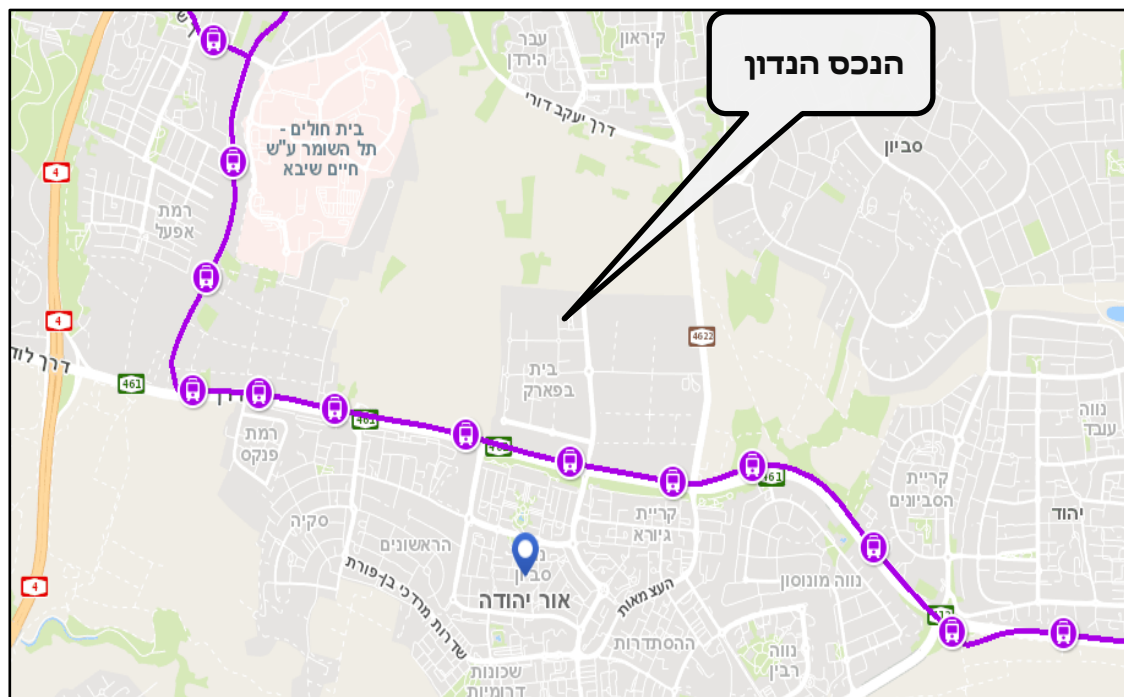 הנכס הנדון
עבר
הירדן
קיראון
דרך יעקב דורי
סביון
בית חולים -
תל השומר ע"ש
חיים שיבא
4
רמת
אפעל
4
4622
דרך לוד
461
בית
בפארק
461
461
נווה
עובד
רמת
פנקס
קריית
הסביונים
יהוד
סקיה
הראשונים
קריית
גיורא
סביון
נווה מונוסון
4
אור יהודה
העצמאות
שדרות מרדכי בן-פורת
ההסתדרות
שכונות
דרומיות
נווה
רבין